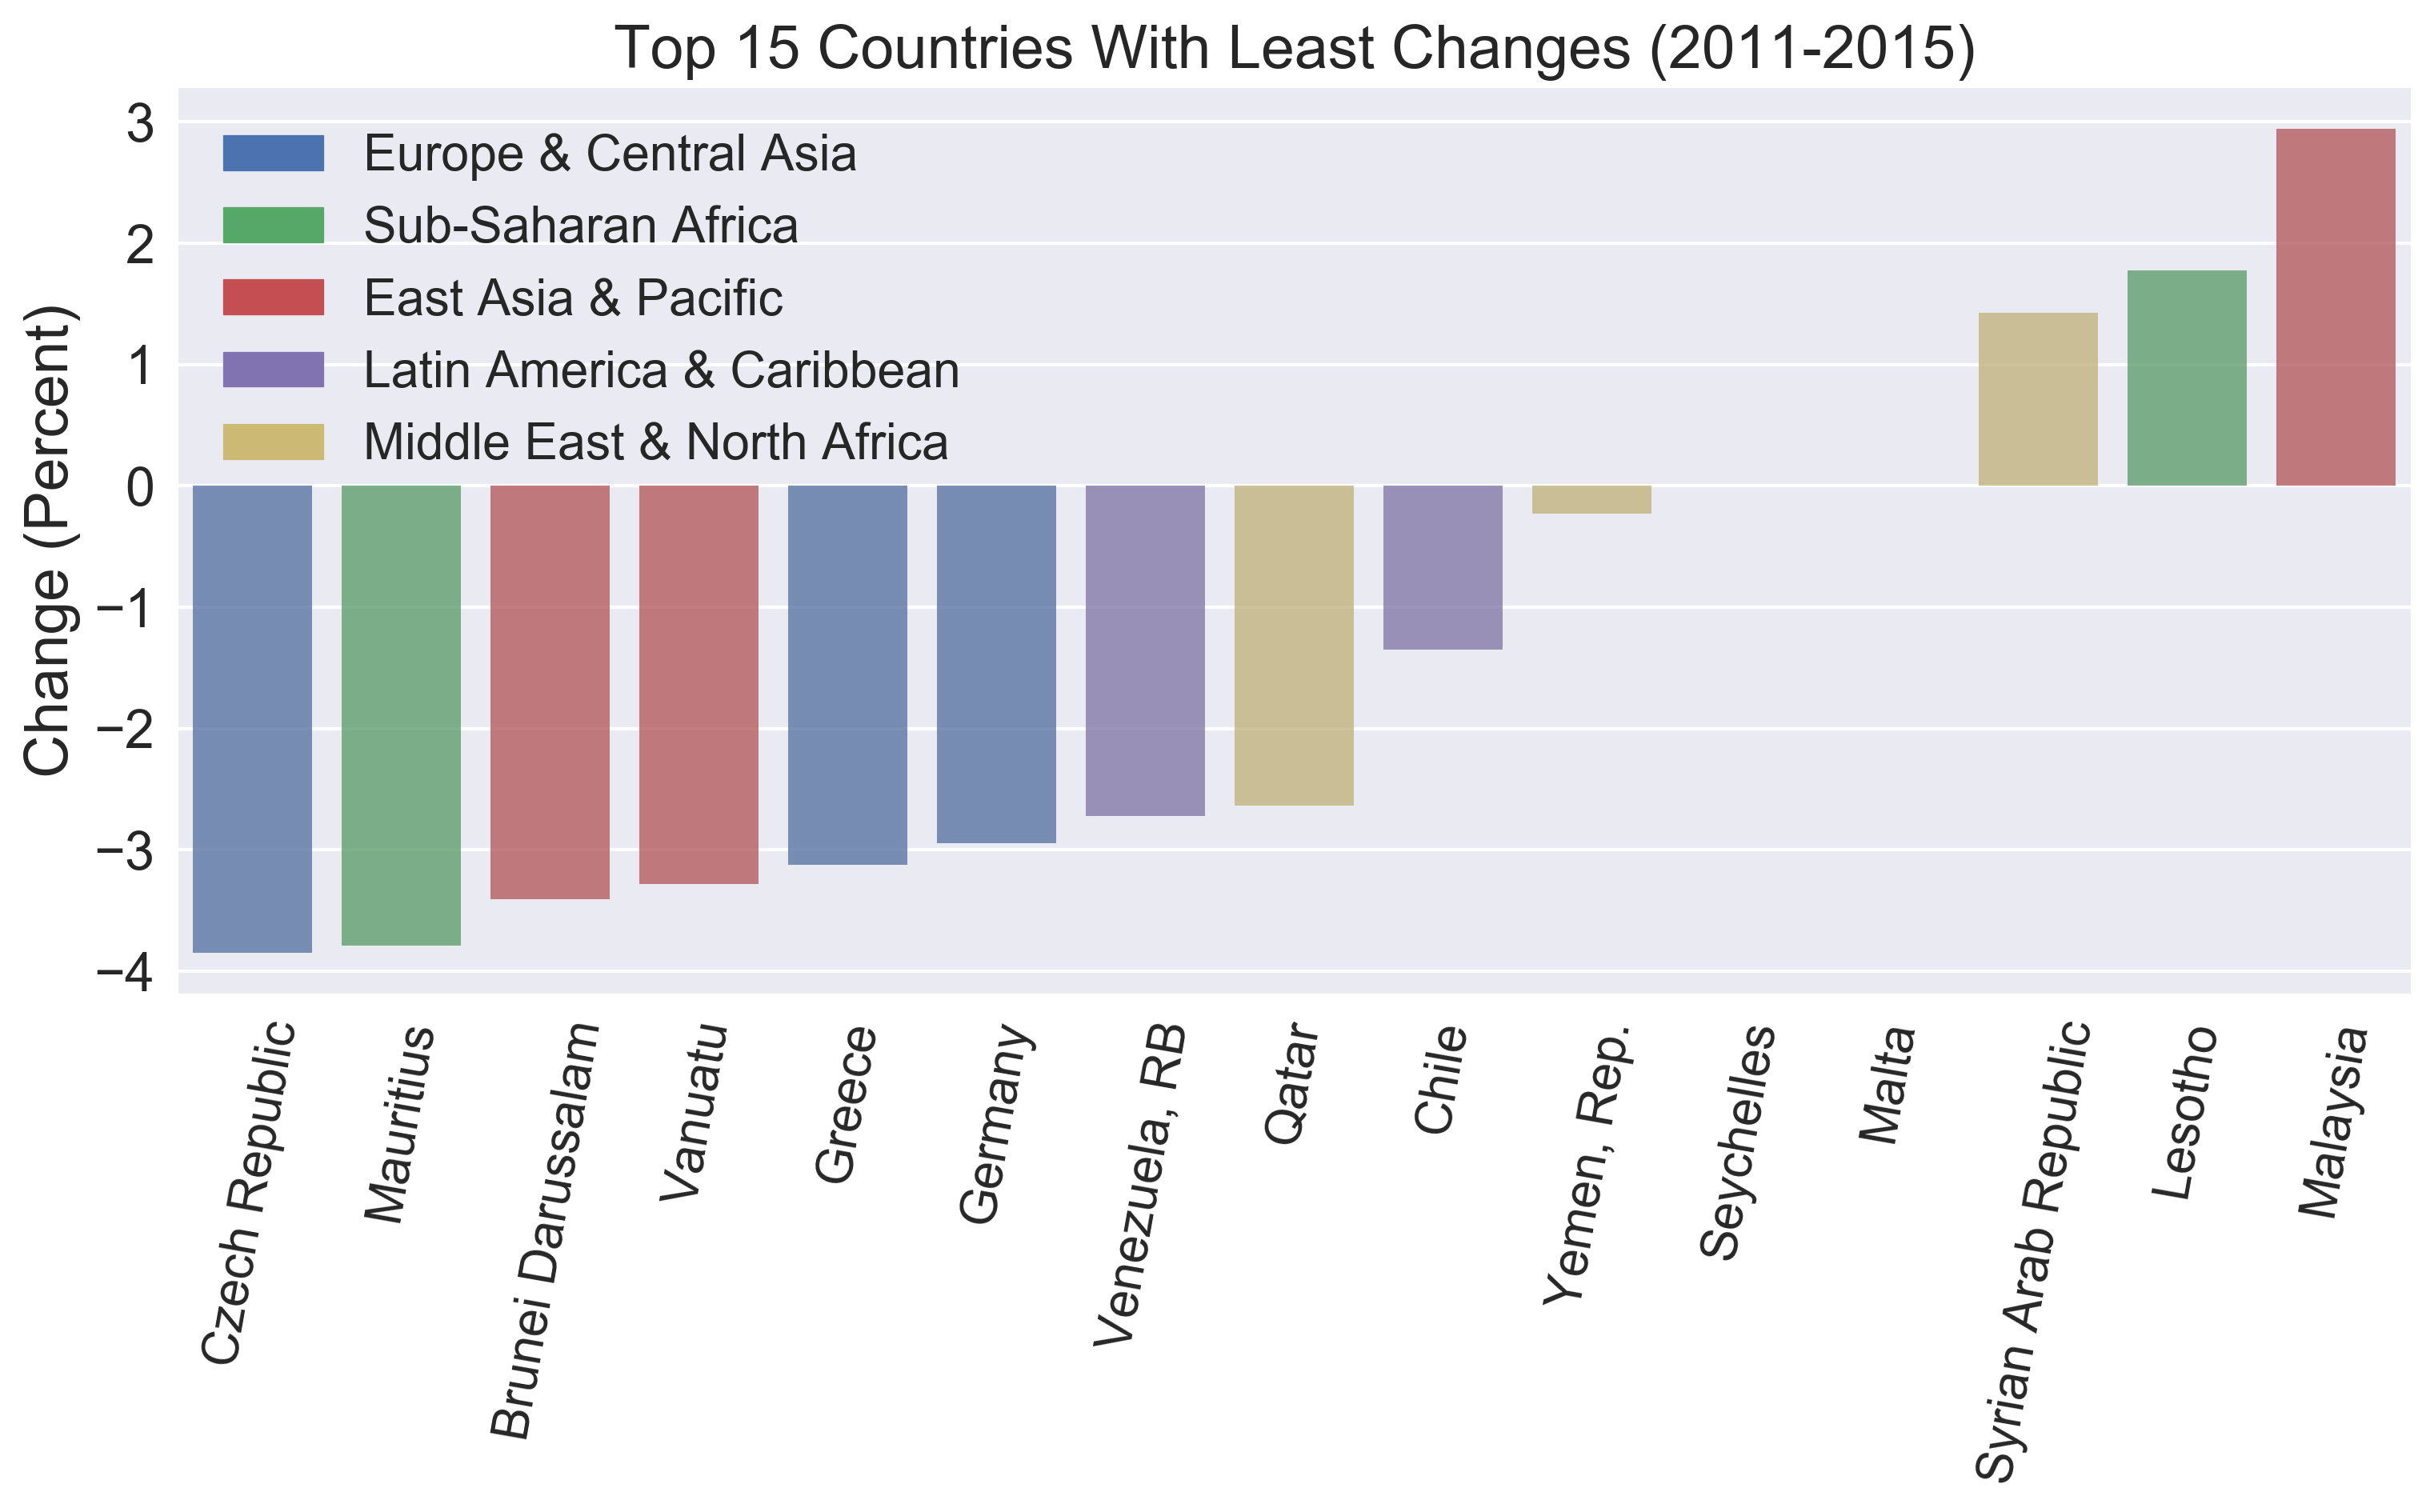 Top 15 Countries With Least Changes (2011-2015)
Change (Percent)
3
2
1
0
−1
−2
−3
−4
Europe & Central Asia
Sub-Saharan Africa
East Asia & Pacific
Latin America & Caribbean
Middle East & North Africa
Czech Republic
Mauritius
Brunei Darussalam
Vanuatu
Greece
Germany
Venezuela, RB
Qatar
Chile
Yemen, Rep.
Seychelles
Malta
Syrian Arab Republic
Lesotho
Malaysia